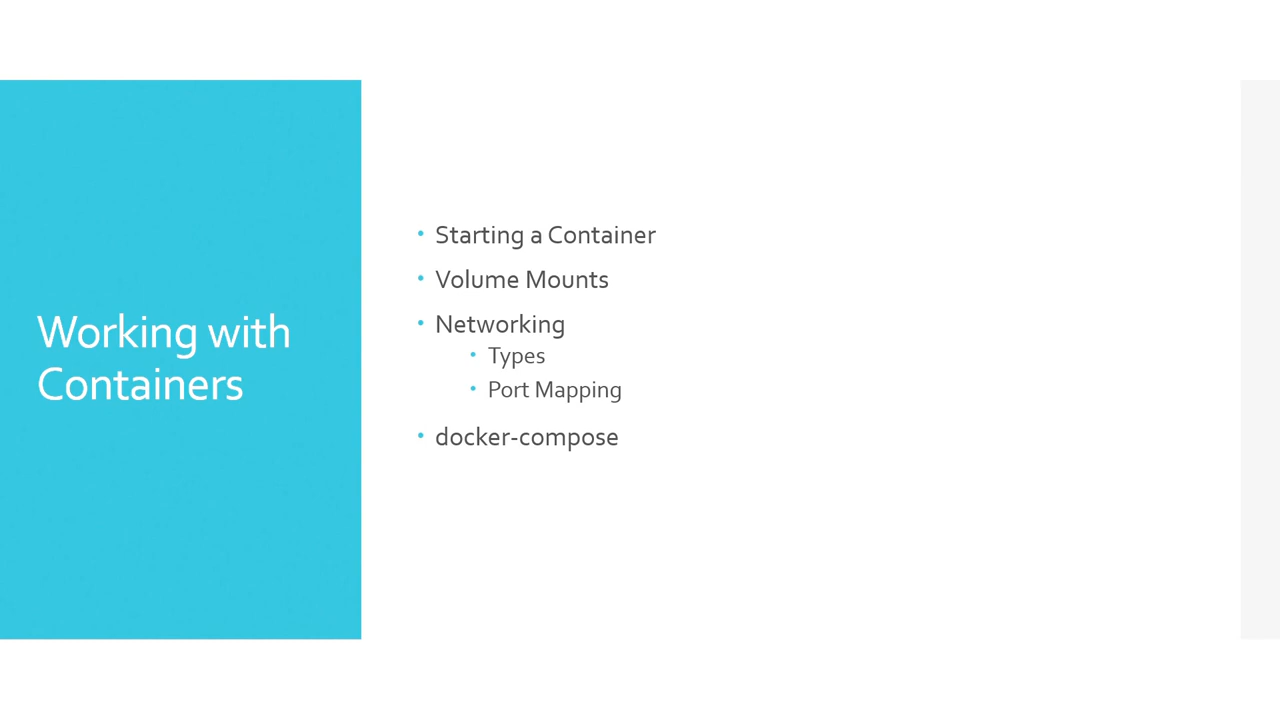 Working with
Containers
• Starting a Container
• Volume Mounts
• Networking
• Types
• Port Mapping
• docker-compose